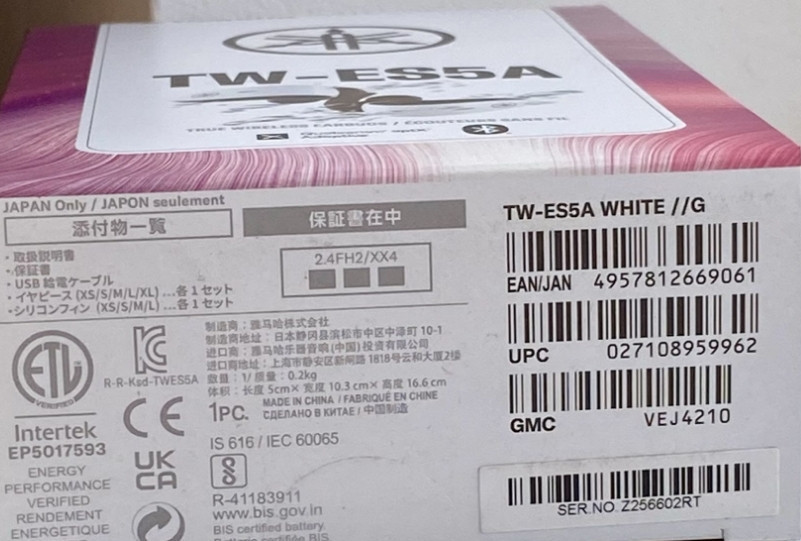 TW-ES5A
TRUE WIRELESS EARBUDS / ÉCOUTEURS SANS FIL
Qualcomm aptX
Adaptive
JAPAN Only / JAPON seulement
添付物一覧
保証書在中
・取扱説明書
・保証書
・USB 給電ケーブル
・イヤピース (XS/S/M/L/XL) …各 1 セット
・シリコンフィン (XS/S/M/L) …各 1 セット
2.4FH2/XX4
TW-ES5A WHITE //G
EAN/JAN 4957812669061
UPC 027108959962
GMC VEJ4210
SER.NO. Z256602RT
ETL
VERIFIED
Intertek
EP5017593
ENERGY
PERFORMANCE
VERIFIED
RENDEMENT
ENERGETIQUE
R-R-Ksd-TWES5A
CE
UK
CA
制造商：雅马哈株式会社
制造商地址：日本静冈县滨松市中区中泽町 10-1
进口商：雅马哈乐器音响(中国)投资有限公司
进口商地址：上海市静安区新闸路 1818号云和大厦2楼
数量：1/ 质量：0.2kg
体积：长度 5cm× 宽度 10.3 cm× 高度 16.6 cm
1PC.
MADE IN CHINA / FABRIQUÉ EN CHINE
СДЕЛАНО В КИТАЕ / 中国制造
IS 616 / IEC 60065
R-41183911
www.bis.gov.in
BIS certified battery.